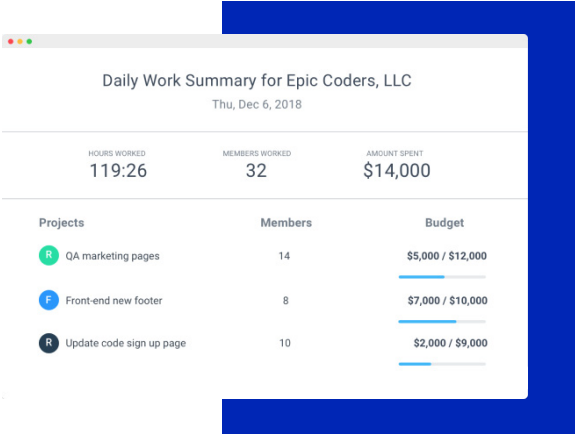 Daily Work Summary for Epic Coders, LLC
Thu, Dec 6, 2018
HOURS WORKED MEMBERS WORKED AMOUNT SPENT
119:26 32 $14,000
Projects Members Budget
R QA marketing pages 14 $5,000 / $12,000
F Front-end new footer 8 $7,000 / $10,000
R Update code sign up page 10 $2,000 / $9,000